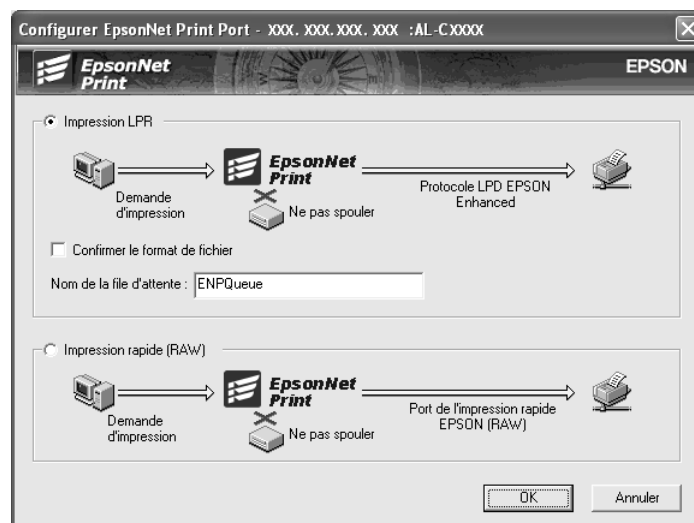 Configurer EpsonNet Print Port - XXX. XXX.XXX. XXX :AL-CXXXX
EpsonNet
Print
EPSON
Impression LPR
EpsonNet
Print
Demande
d'impression
Ne pas spouler
Protocole LPD EPSON
Enhanced
Confirmer le format de fichier
Nom de la file d'attente :
ENPQueue
Impression rapide (RAW)
EpsonNet
Print
Demande
d'impression
Ne pas spouler
Port de l'impression rapide
EPSON (RAW)
OK
Annuler